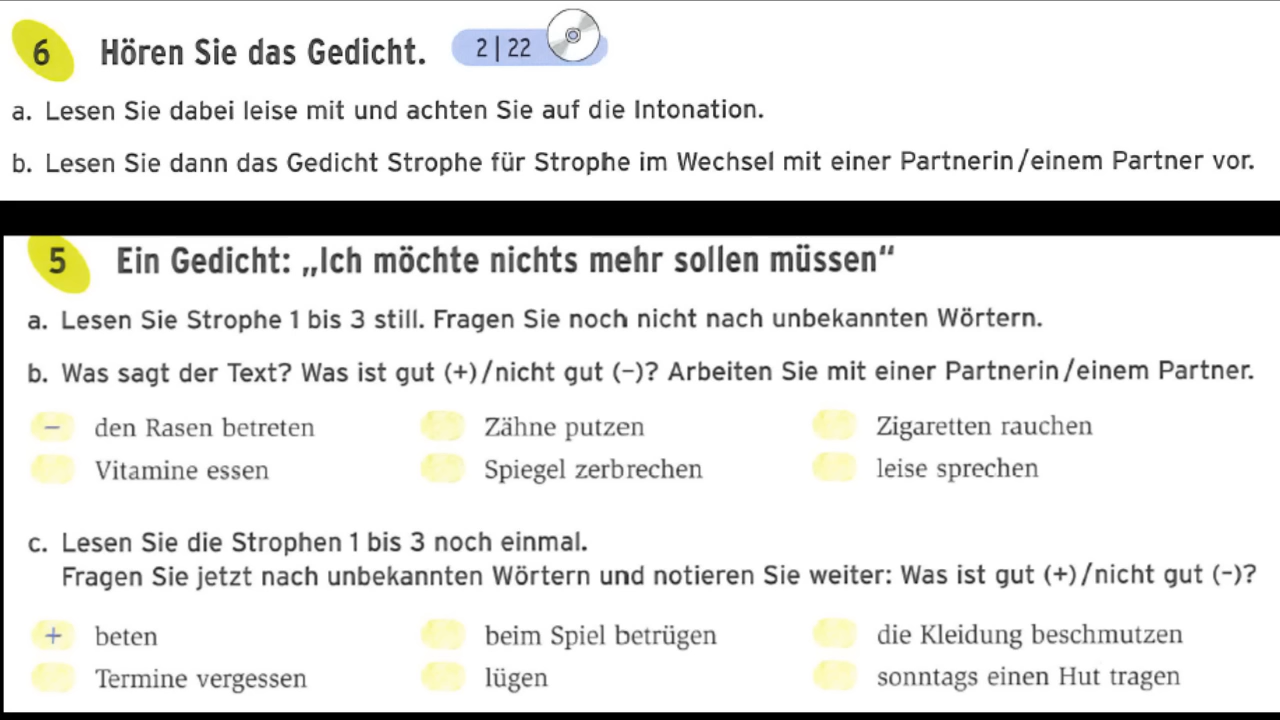 6 Hören Sie das Gedicht. 2|22
a. Lesen Sie dabei leise mit und achten Sie auf die Intonation.
b. Lesen Sie dann das Gedicht Strophe für Strophe im Wechsel mit einer Partnerin/einem Partner vor.
5 Ein Gedicht: „Ich möchte nichts mehr sollen müssen“
a. Lesen Sie Strophe 1 bis 3 still. Fragen Sie noch nicht nach unbekannten Wörtern.
b. Was sagt der Text? Was ist gut (+)/nicht gut (–)? Arbeiten Sie mit einer Partnerin/einem Partner.
– den Rasen betreten Zähne putzen Zigaretten rauchen
Vitamine essen Spiegel zerbrechen leise sprechen
c. Lesen Sie die Strophen 1 bis 3 noch einmal.
Fragen Sie jetzt nach unbekannten Wörtern und notieren Sie weiter: Was ist gut (+)/nicht gut (–)?
+ beten beim Spiel betrügen die Kleidung beschmutzen
Termine vergessen lügen sonntags einen Hut tragen